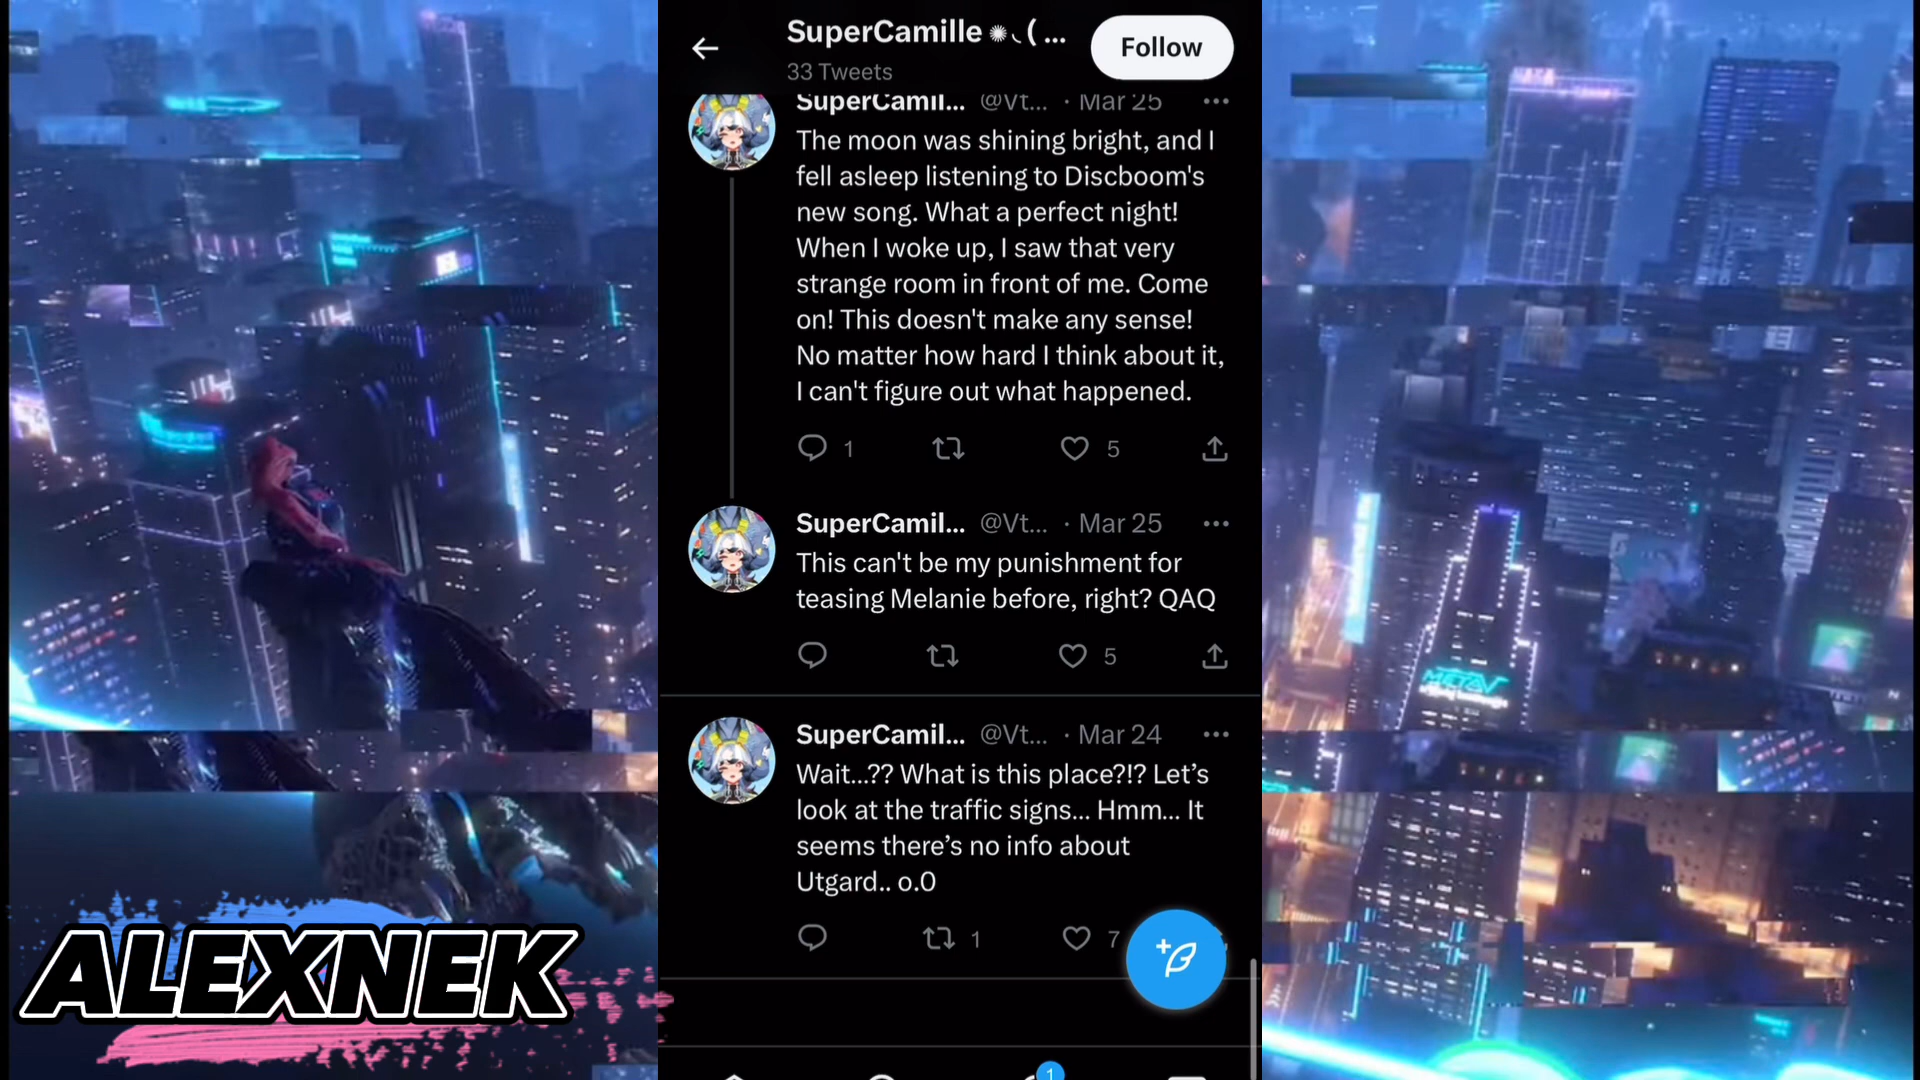 SuperCamille ✺◟( ...
Follow
33 Tweets
SuperCamil... @Vt... · Mar 25
The moon was shining bright, and I
fell asleep listening to Discboom's
new song. What a perfect night!
When I woke up, I saw that very
strange room in front of me. Come
on! This doesn't make any sense!
No matter how hard I think about it,
I can't figure out what happened.
1
5
SuperCamil... @Vt... · Mar 25
This can't be my punishment for
teasing Melanie before, right? QAQ
5
SuperCamil... @Vt... · Mar 24
Wait...?? What is this place?!? Let’s
look at the traffic signs... Hmm... It
seems there’s no info about
Utgard.. o.0
1
7
1
ALEXNEK